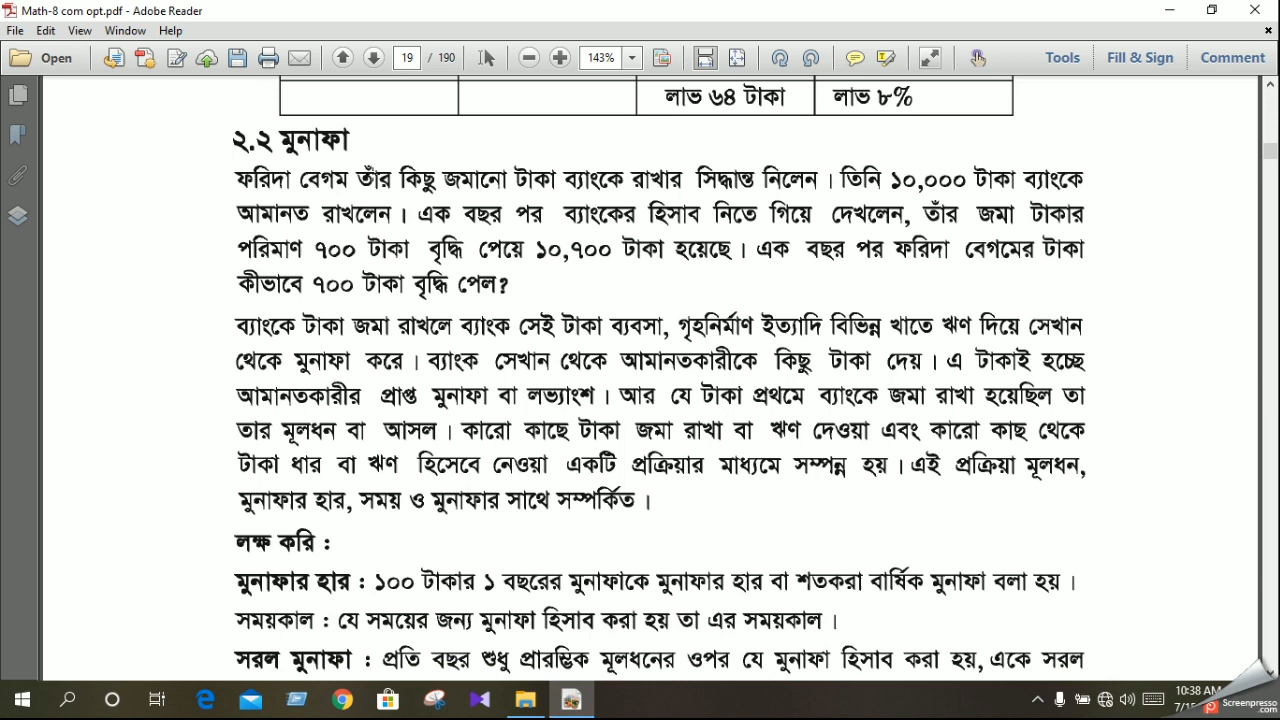 Math-8 com opt.pdf - Adobe Reader
File Edit View Window Help
Open 19 / 190 143% Tools Fill & Sign Comment
লাভ ৬৪ টাকা লাভ ৮%
২.২ মুনাফা
ফরিদা বেগম তাঁর কিছু জমানো টাকা ব্যাংকে রাখার সিদ্ধান্ত নিলেন। তিনি ১০,০০০ টাকা ব্যাংকে
আমানত রাখলেন। এক বছর পর ব্যাংকের হিসাব নিতে গিয়ে দেখলেন, তাঁর জমা টাকার
পরিমাণ ৭০০ টাকা বৃদ্ধি পেয়ে ১০,৭০০ টাকা হয়েছে। এক বছর পর ফরিদা বেগমের টাকা
কীভাবে ৭০০ টাকা বৃদ্ধি পেল?
ব্যাংকে টাকা জমা রাখলে ব্যাংক সেই টাকা ব্যবসা, গৃহনির্মাণ ইত্যাদি বিভিন্ন খাতে ঋণ দিয়ে সেখান
থেকে মুনাফা করে। ব্যাংক সেখান থেকে আমানতকারীকে কিছু টাকা দেয়। এ টাকাই হচ্ছে
আমানতকারীর প্রাপ্ত মুনাফা বা লভ্যাংশ। আর যে টাকা প্রথমে ব্যাংকে জমা রাখা হয়েছিল তা
তার মূলধন বা আসল। কারো কাছে টাকা জমা রাখা বা ঋণ দেওয়া এবং কারো কাছ থেকে
টাকা ধার বা ঋণ হিসেবে নেওয়া একটি প্রক্রিয়ার মাধ্যমে সম্পন্ন হয়। এই প্রক্রিয়া মূলধন,
মুনাফার হার, সময় ও মুনাফার সাথে সম্পর্কিত।
লক্ষ করি :
মুনাফার হার : ১০০ টাকার ১ বছরের মুনাফাকে মুনাফার হার বা শতকরা বার্ষিক মুনাফা বলা হয়।
সময়কাল : যে সময়ের জন্য মুনাফা হিসাব করা হয় তা এর সময়কাল।
সরল মুনাফা : প্রতি বছর শুধু প্রারম্ভিক মূলধনের ওপর যে মুনাফা হিসাব করা হয়, একে সরল
10:38 AM
Screenpresso
.com